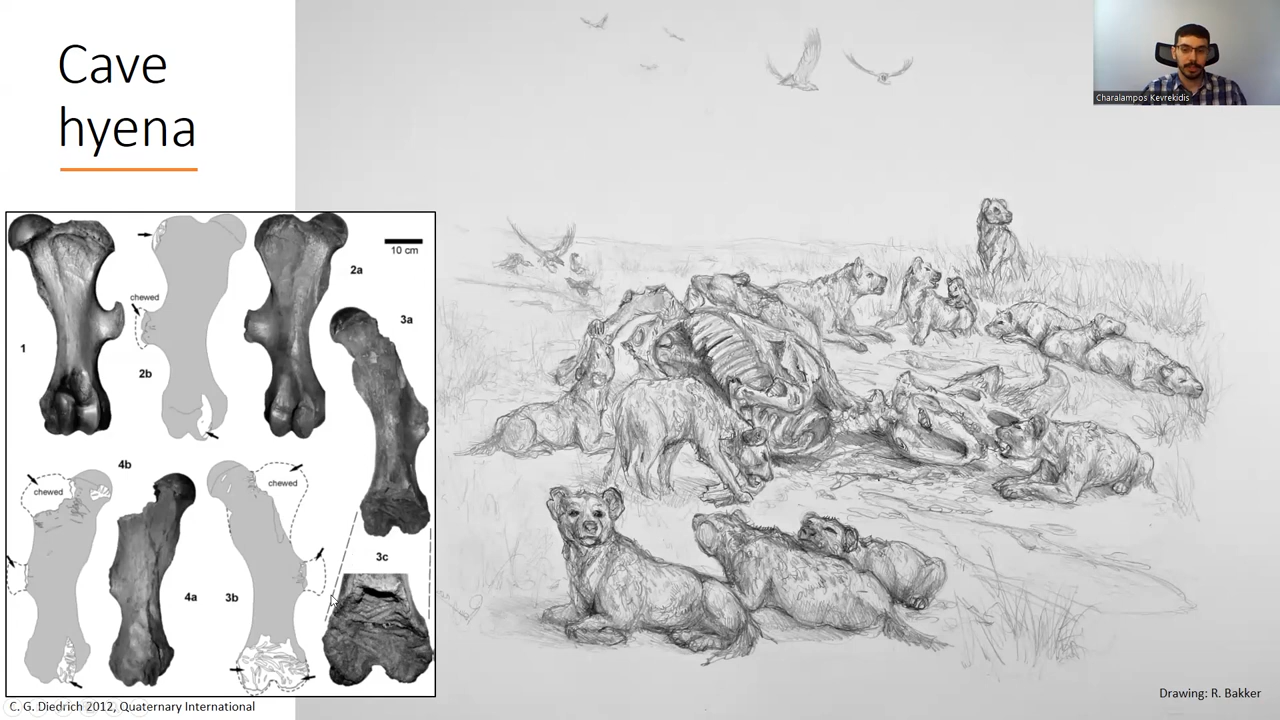 Cave
hyena
Charalampos Kevrekidis
1
chewed
2b
2a
10 cm
3a
4b
chewed
chewed
3c
4a
3b
C. G. Diedrich 2012, Quaternary International
Drawing: R. Bakker